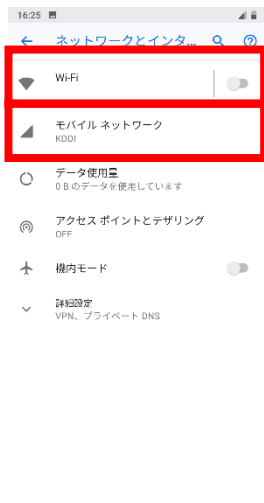 16:25
ネットワークとインタ...
Wi-Fi
モバイル ネットワーク
KDDI
データ使用量
0 B のデータを使用しています
アクセス ポイントとテザリング
OFF
機内モード
詳細設定
VPN、プライベート DNS